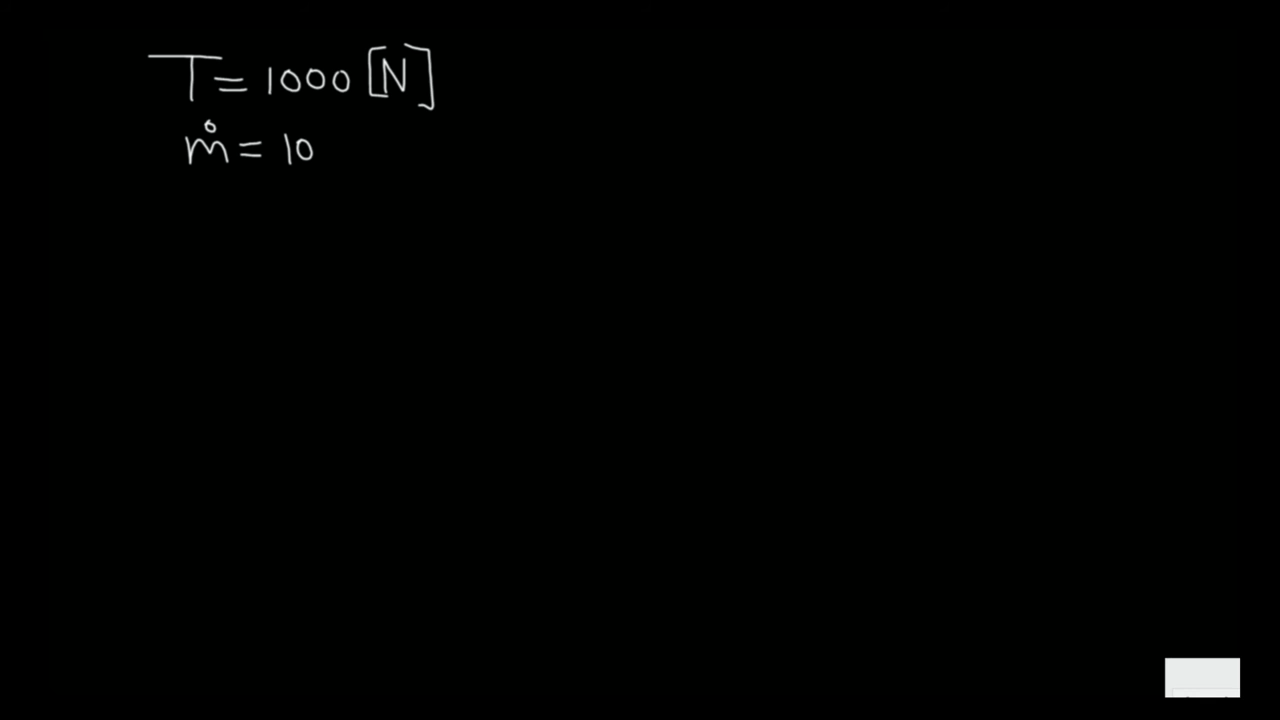 T = 1000 [N]
ṁ = 10